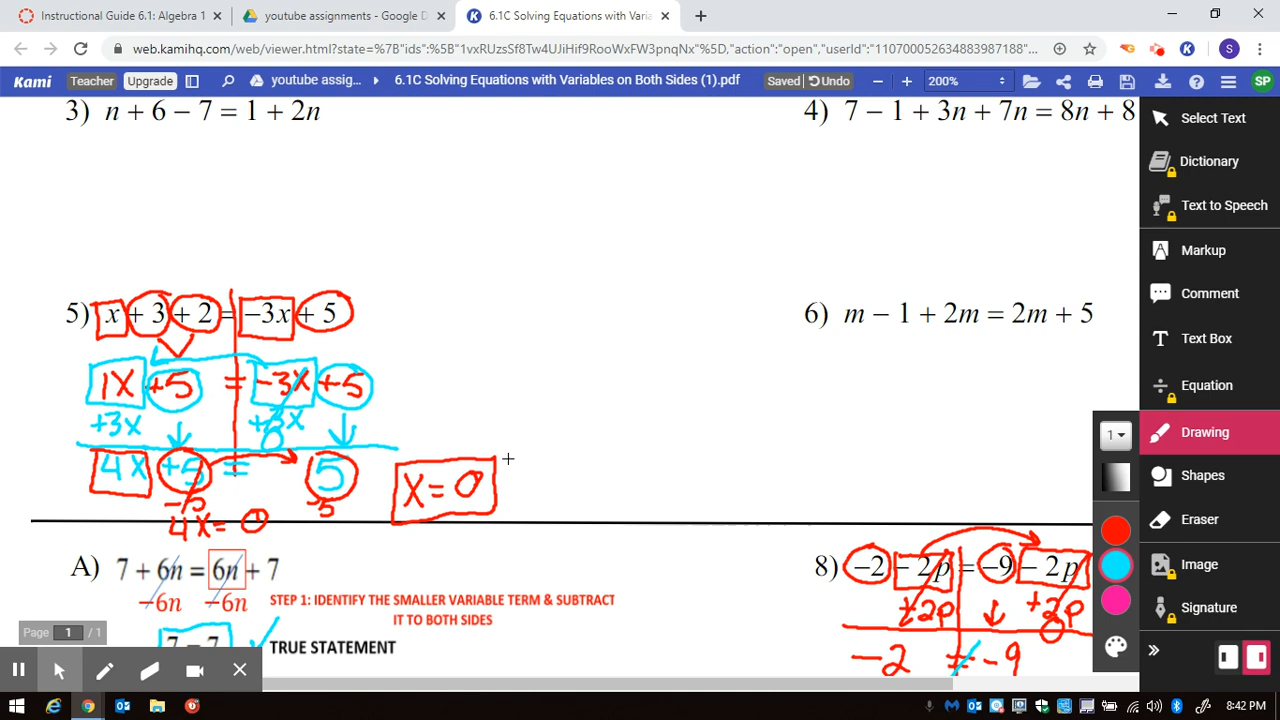 Instructional Guide 6.1: Algebra 1
youtube assignments - Google D
6.1C Solving Equations with Varia
web.kamihq.com/web/viewer.html?state=%7B"ids"%3A%5B"1vxRUzsSf8Tw4UJiHif9RooWxFW3pnqNx"%5D,"action"%3A"open","userId"%3A"110700052634883987188"...
Kami Teacher Upgrade youtube assig... 6.1C Solving Equations with Variables on Both Sides (1).pdf Saved Undo 200% SP
3) n + 6 − 7 = 1 + 2n
4) 7 − 1 + 3n + 7n = 8n + 8
5) x + 3 + 2 = −3x + 5
6) m − 1 + 2m = 2m + 5
1X +5 = -3X +5
+3X +3X
0
4X +5 = 5
-5 -5
4X = 0
X = 0
A) 7 + 6n = 6n + 7
−6n −6n
STEP 1: IDENTIFY THE SMALLER VARIABLE TERM & SUBTRACT
IT TO BOTH SIDES
7 = 7
TRUE STATEMENT
8) −2 − 2p = −9 − 2p
+2p +2p
0
-2 ≠ -9
Select Text
Dictionary
Text to Speech
Markup
Comment
Text Box
Equation
Drawing
Shapes
Eraser
Image
Signature
1
Page 1 / 1
8:42 PM